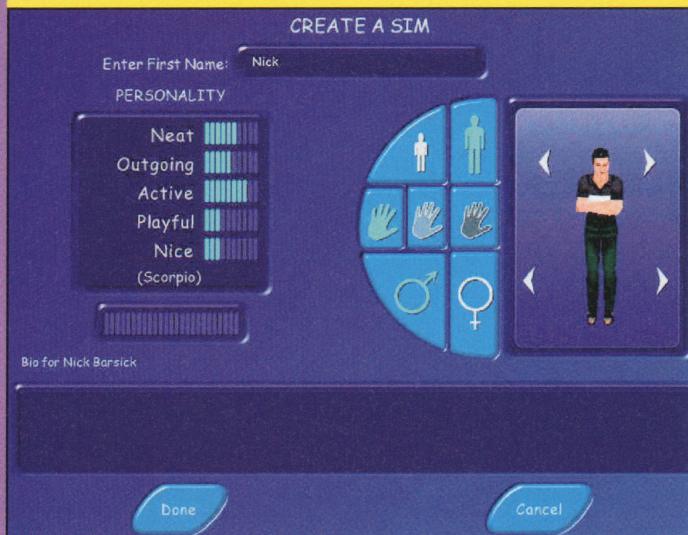 CREATE A SIM
Enter First Name: Nick
PERSONALITY
Neat
Outgoing
Active
Playful
Nice
(Scorpio)
Bio for Nick Barsick
Done
Cancel